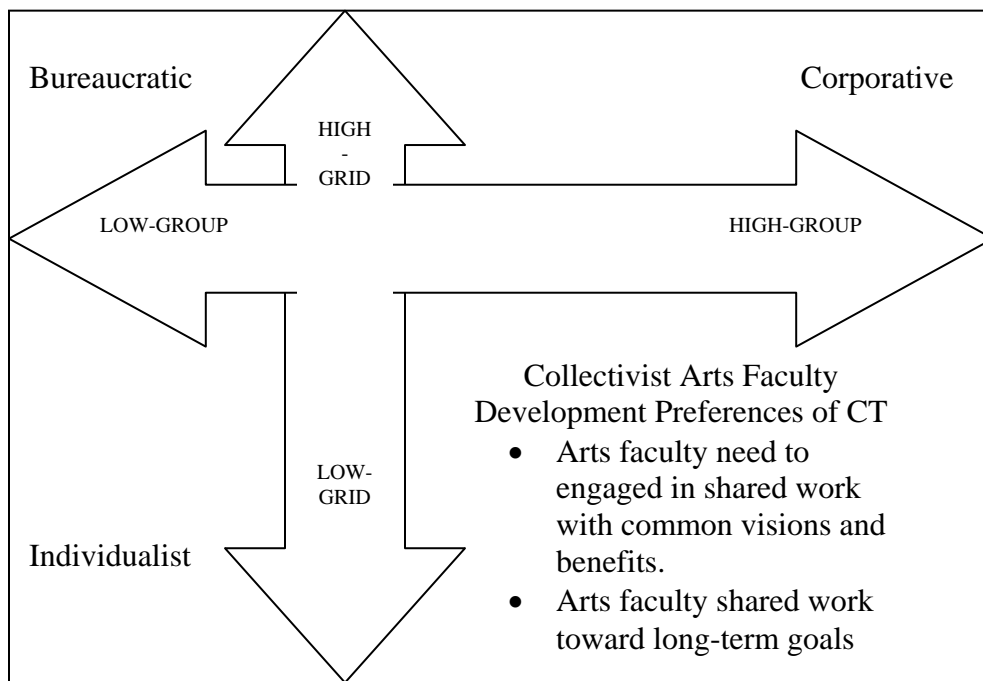 Bureaucratic
Corporative
HIGH
-
GRID
LOW-GROUP
HIGH-GROUP
Collectivist Arts Faculty
Development Preferences of CT
• Arts faculty need to
engaged in shared work
with common visions and
benefits.
• Arts faculty shared work
toward long-term goals
LOW-
GRID
Individualist